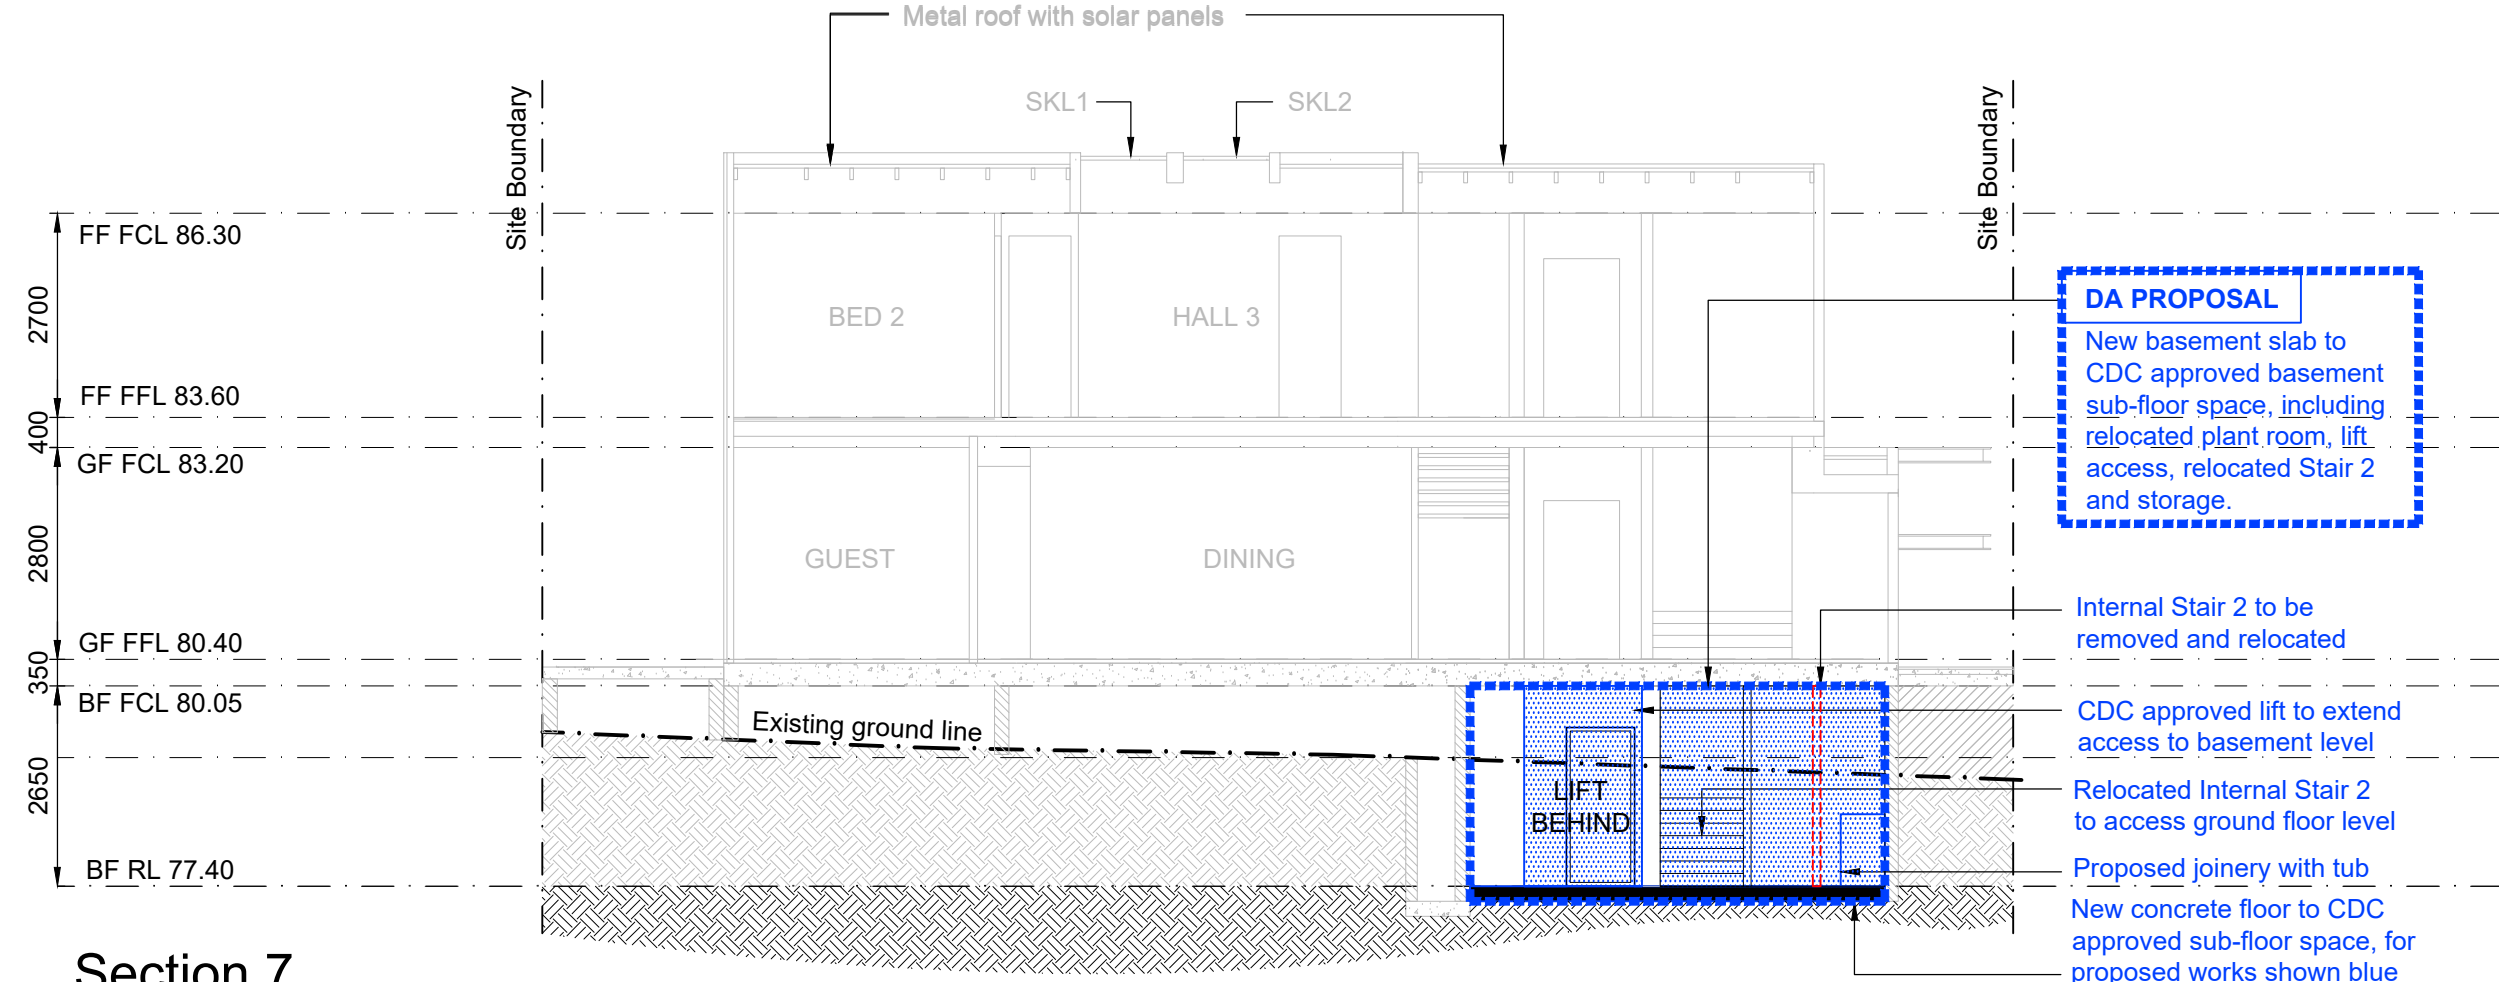 Metal roof with solar panels
SKL1
SKL2
Site Boundary
Site Boundary
FF FCL 86.30
2700
FF FFL 83.60
400
GF FCL 83.20
2800
GF FFL 80.40
350
BF FCL 80.05
2650
BF RL 77.40
BED 2
HALL 3
GUEST
DINING
Existing ground line
LIFT
BEHIND
DA PROPOSAL
New basement slab to
CDC approved basement
sub-floor space, including
relocated plant room, lift
access, relocated Stair 2
and storage.
Internal Stair 2 to be
removed and relocated
CDC approved lift to extend
access to basement level
Relocated Internal Stair 2
to access ground floor level
Proposed joinery with tub
New concrete floor to CDC
approved sub-floor space, for
proposed works shown blue
Section 7